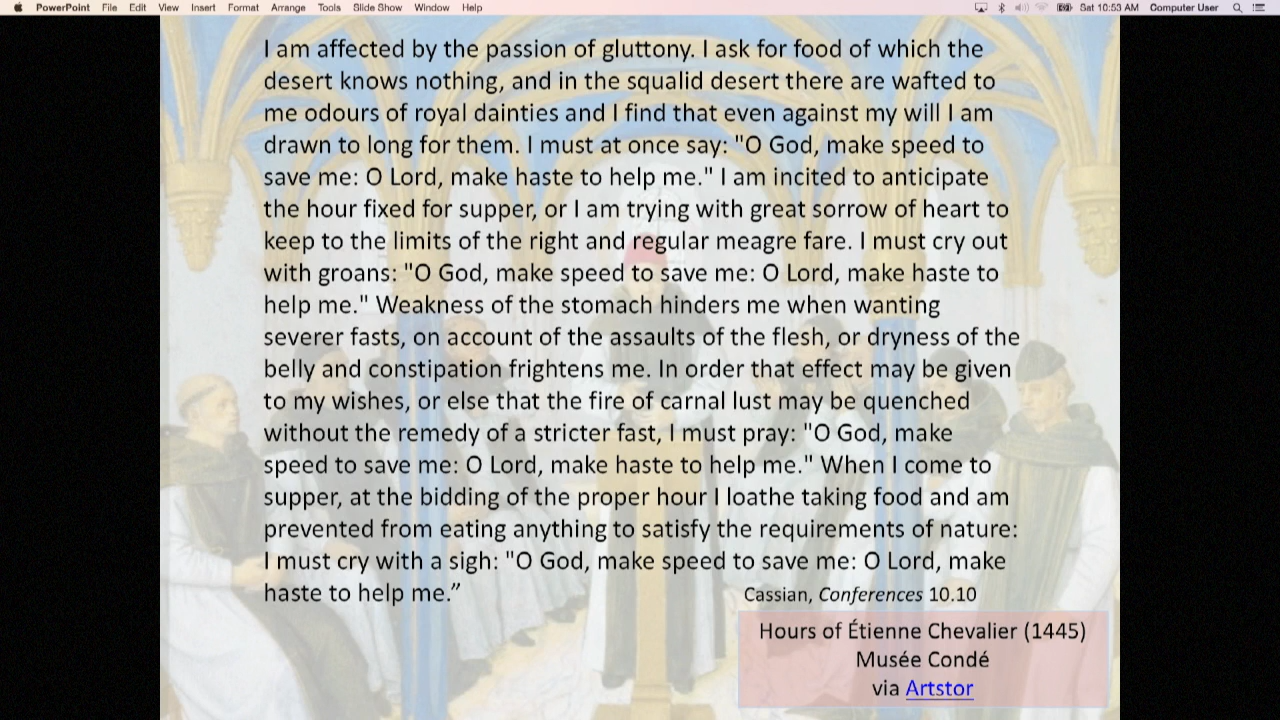 PowerPoint File Edit View Insert Format Arrange Tools Slide Show Window Help Sat 10:53 AM Computer User
I am affected by the passion of gluttony. I ask for food of which the
desert knows nothing, and in the squalid desert there are wafted to
me odours of royal dainties and I find that even against my will I am
drawn to long for them. I must at once say: "O God, make speed to
save me: O Lord, make haste to help me." I am incited to anticipate
the hour fixed for supper, or I am trying with great sorrow of heart to
keep to the limits of the right and regular meagre fare. I must cry out
with groans: "O God, make speed to save me: O Lord, make haste to
help me." Weakness of the stomach hinders me when wanting
severer fasts, on account of the assaults of the flesh, or dryness of the
belly and constipation frightens me. In order that effect may be given
to my wishes, or else that the fire of carnal lust may be quenched
without the remedy of a stricter fast, I must pray: "O God, make
speed to save me: O Lord, make haste to help me." When I come to
supper, at the bidding of the proper hour I loathe taking food and am
prevented from eating anything to satisfy the requirements of nature:
I must cry with a sigh: "O God, make speed to save me: O Lord, make
haste to help me.”
Cassian, Conferences 10.10
Hours of Étienne Chevalier (1445)
Musée Condé
via Artstor